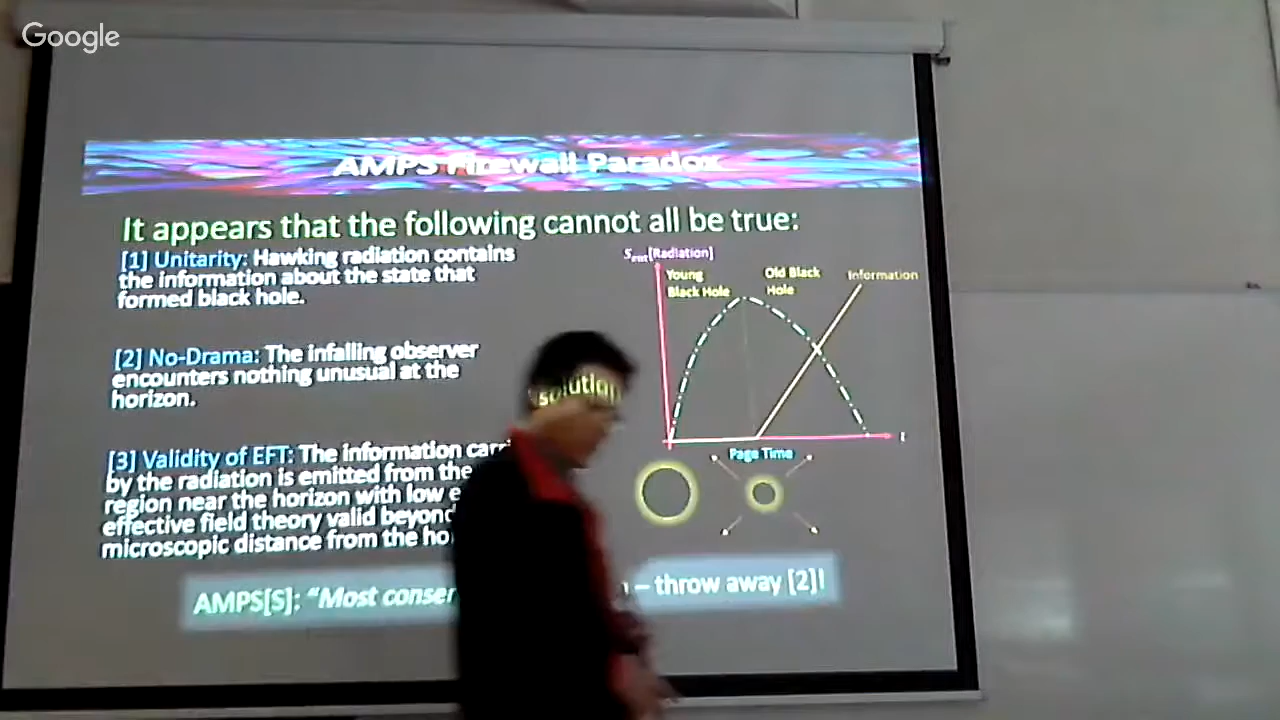 Google
AMPS Firewall Paradox
It appears that the following cannot all be true:
[1] Unitarity: Hawking radiation contains
the information about the state that
formed black hole.
[2] No-Drama: The infalling observer
encounters nothing unusual at the
horizon.
[3] Validity of EFT: The information carr
by the radiation is emitted from the
region near the horizon with low e
effective field theory valid beyond
microscopic distance from the ho
S_ent[Radiation]
Young
Black Hole
Old Black
Hole
Information
t
Page Time
solution
AMPS[S]: "Most conser
n – throw away [2]!